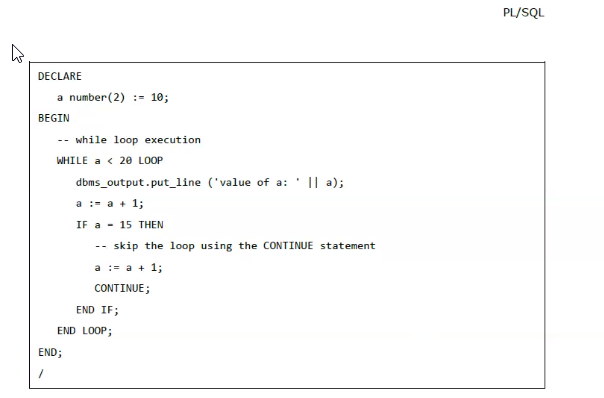 PL/SQL
DECLARE
a number(2) := 10;
BEGIN
-- while loop execution
WHILE a < 20 LOOP
dbms_output.put_line ('value of a: ' || a);
a := a + 1;
IF a = 15 THEN
-- skip the loop using the CONTINUE statement
a := a + 1;
CONTINUE;
END IF;
END LOOP;
END;
/